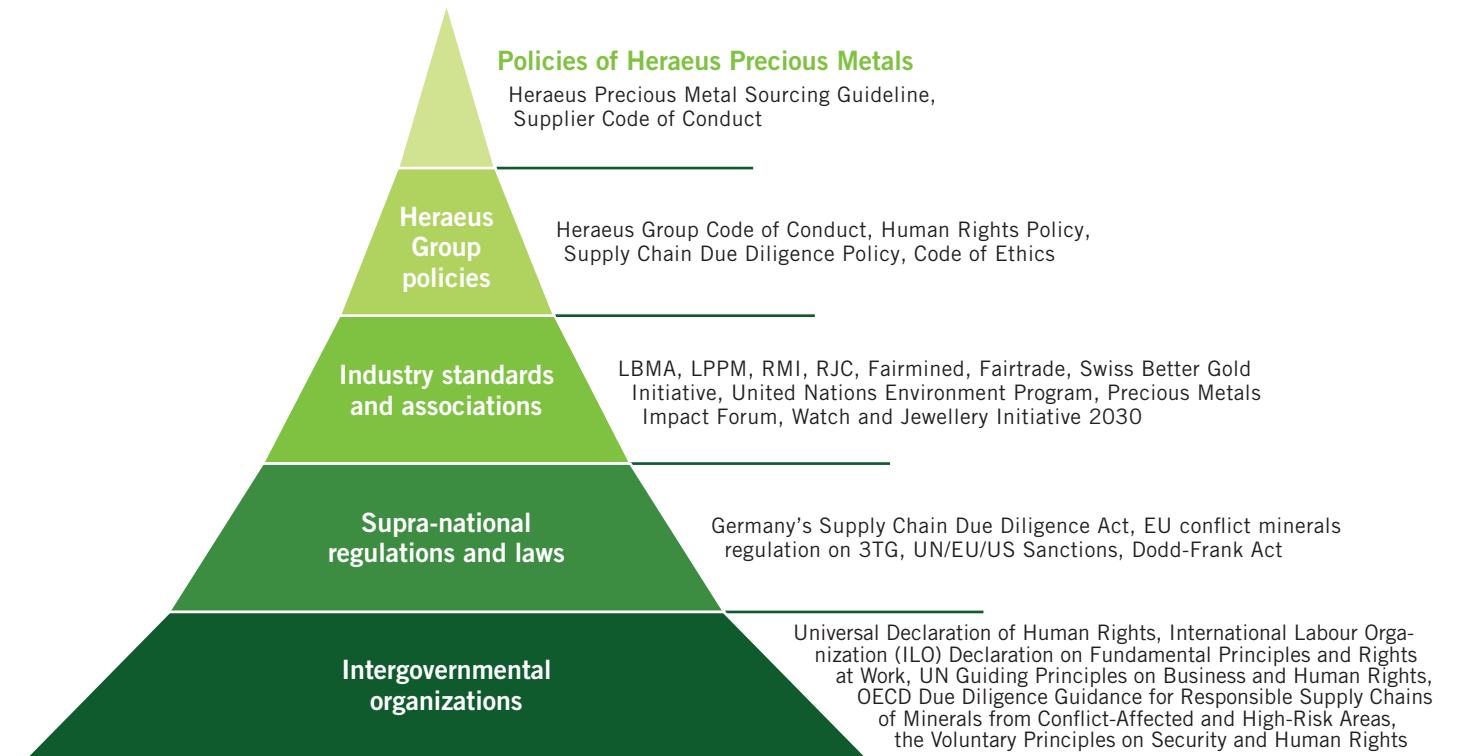 Policies of Heraeus Precious Metals
Heraeus Precious Metal Sourcing Guideline,
Supplier Code of Conduct
Heraeus
Group
policies
Heraeus Group Code of Conduct, Human Rights Policy,
Supply Chain Due Diligence Policy, Code of Ethics
Industry standards
and associations
LBMA, LPPM, RMI, RJC, Fairmined, Fairtrade, Swiss Better Gold
Initiative, United Nations Environment Program, Precious Metals
Impact Forum, Watch and Jewellery Initiative 2030
Supra-national
regulations and laws
Germany’s Supply Chain Due Diligence Act, EU conflict minerals
regulation on 3TG, UN/EU/US Sanctions, Dodd-Frank Act
Intergovernmental
organizations
Universal Declaration of Human Rights, International Labour Orga-
nization (ILO) Declaration on Fundamental Principles and Rights
at Work, UN Guiding Principles on Business and Human Rights,
OECD Due Diligence Guidance for Responsible Supply Chains
of Minerals from Conflict-Affected and High-Risk Areas,
the Voluntary Principles on Security and Human Rights